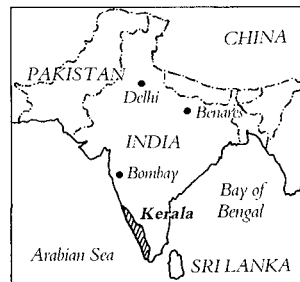 CHINA
PAKISTAN
Delhi
Benares
INDIA
Bombay
Kerala
Bay of
Bengal
Arabian Sea
SRI LANKA